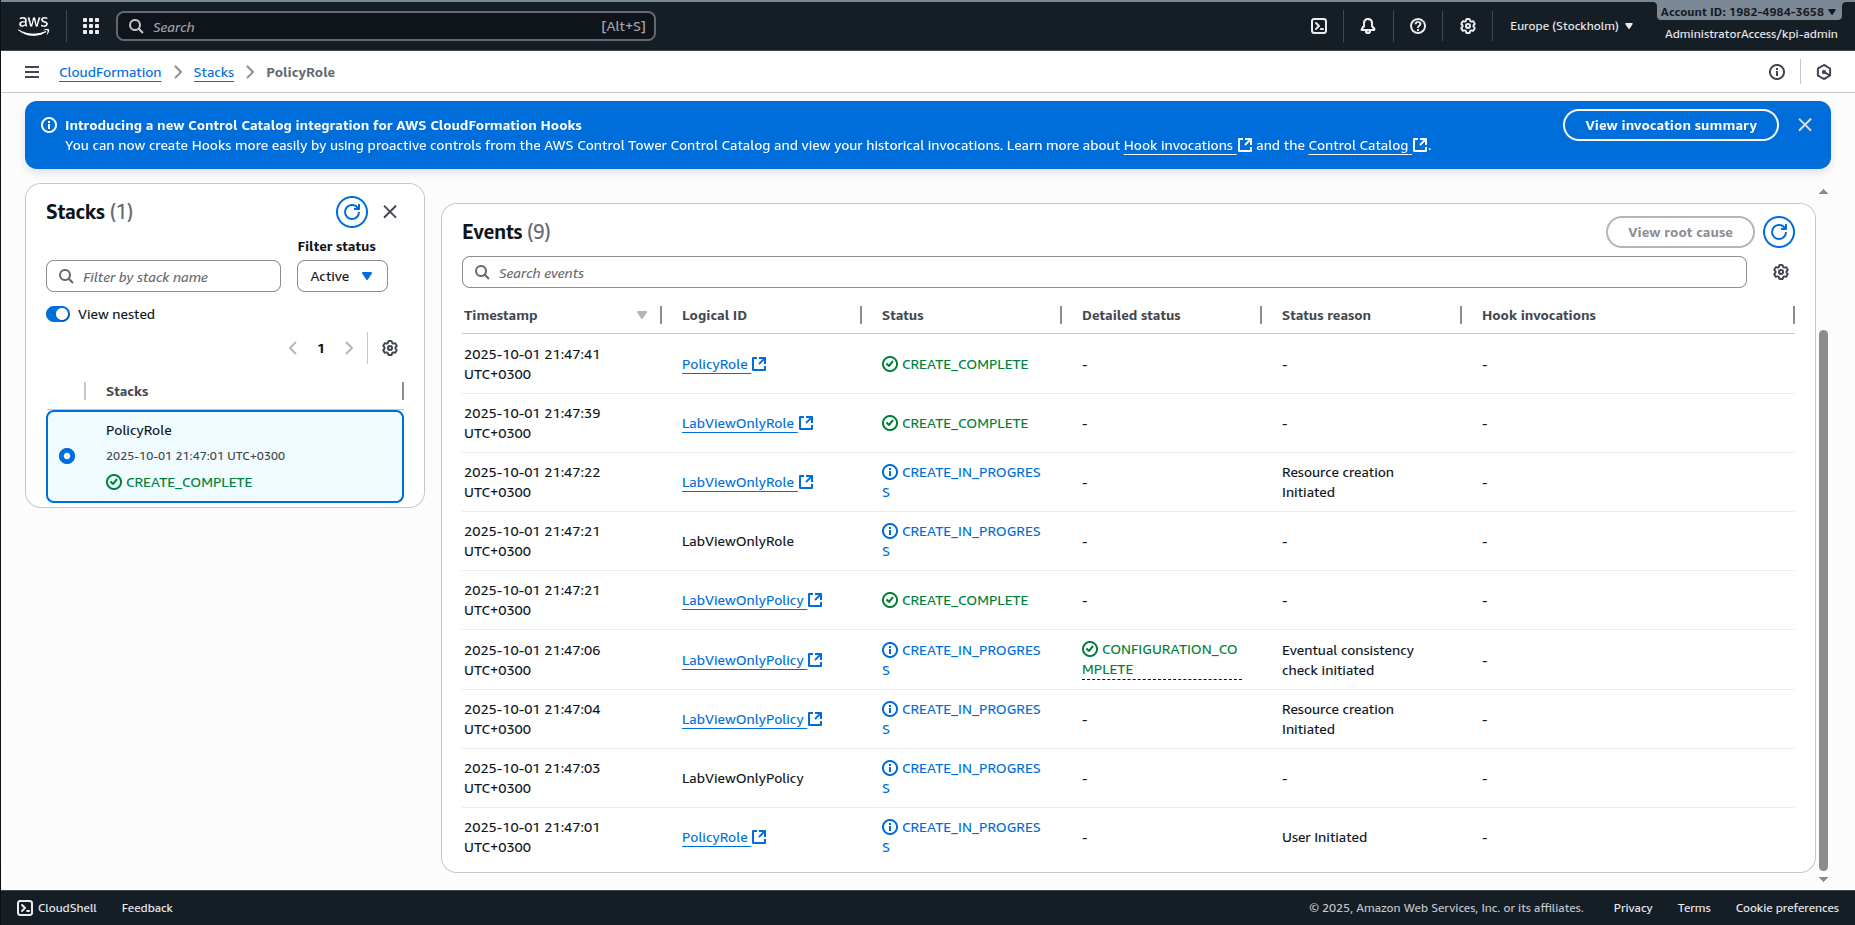 aws
Search [Alt+S]
Europe (Stockholm)
Account ID: 1982-4984-3658
AdministratorAccess/kpi-admin
CloudFormation
Stacks
PolicyRole
Introducing a new Control Catalog integration for AWS CloudFormation Hooks
You can now create Hooks more easily by using proactive controls from the AWS Control Tower Control Catalog and view your historical invocations. Learn more about Hook invocations and the Control Catalog.
View invocation summary
Stacks (1)
Filter status
Filter by stack name
Active
View nested
1
Stacks
PolicyRole
2025-10-01 21:47:01 UTC+0300
CREATE_COMPLETE
Events (9)
View root cause
Search events
Timestamp Logical ID Status Detailed status Status reason Hook invocations
2025-10-01 21:47:41
UTC+0300
PolicyRole CREATE_COMPLETE - - -
2025-10-01 21:47:39
UTC+0300
LabViewOnlyRole CREATE_COMPLETE - - -
2025-10-01 21:47:22
UTC+0300
LabViewOnlyRole
CREATE_IN_PROGRES
S
-
Resource creation
Initiated
-
2025-10-01 21:47:21
UTC+0300
LabViewOnlyRole
CREATE_IN_PROGRES
S
- - -
2025-10-01 21:47:21
UTC+0300
LabViewOnlyPolicy CREATE_COMPLETE - - -
2025-10-01 21:47:06
UTC+0300
LabViewOnlyPolicy
CREATE_IN_PROGRES
S
CONFIGURATION_CO
MPLETE
Eventual consistency
check initiated
-
2025-10-01 21:47:04
UTC+0300
LabViewOnlyPolicy
CREATE_IN_PROGRES
S
-
Resource creation
Initiated
-
2025-10-01 21:47:03
UTC+0300
LabViewOnlyPolicy
CREATE_IN_PROGRES
S
- - -
2025-10-01 21:47:01
UTC+0300
PolicyRole
CREATE_IN_PROGRES
S
- User Initiated -
CloudShell Feedback
© 2025, Amazon Web Services, Inc. or its affiliates. Privacy Terms Cookie preferences